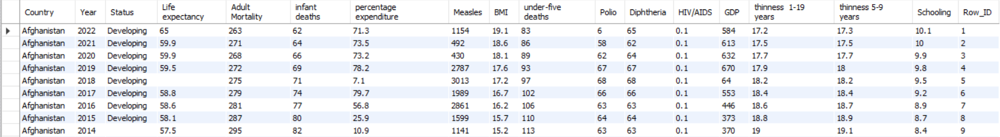 Country Year Status Life expectancy Adult Mortality infant deaths percentage expenditure Measles BMI under-five deaths Polio Diphtheria HIV/AIDS GDP thinness 1-19 years thinness 5-9 years Schooling Row_ID
Afghanistan 2022 Developing 65 263 62 71.3 1154 19.1 83 6 65 0.1 584 17.2 17.3 10.1 1
Afghanistan 2021 Developing 59.9 271 64 73.5 492 18.6 86 58 62 0.1 613 17.5 17.5 10 2
Afghanistan 2020 Developing 59.9 268 66 73.2 430 18.1 89 62 64 0.1 632 17.7 17.7 9.9 3
Afghanistan 2019 Developing 59.5 272 69 78.2 2787 17.6 93 67 67 0.1 670 17.9 18 9.8 4
Afghanistan 2018 Developing 275 71 7.1 3013 17.2 97 68 68 0.1 64 18.2 18.2 9.5 5
Afghanistan 2017 Developing 58.8 279 74 79.7 1989 16.7 102 66 66 0.1 553 18.4 18.4 9.2 6
Afghanistan 2016 Developing 58.6 281 77 56.8 2861 16.2 106 63 63 0.1 446 18.6 18.7 8.9 7
Afghanistan 2015 Developing 58.1 287 80 25.9 1599 15.7 110 64 64 0.1 373 18.8 18.9 8.7 8
Afghanistan 2014 57.5 295 82 10.9 1141 15.2 113 63 63 0.1 370 19 19.1 8.4 9